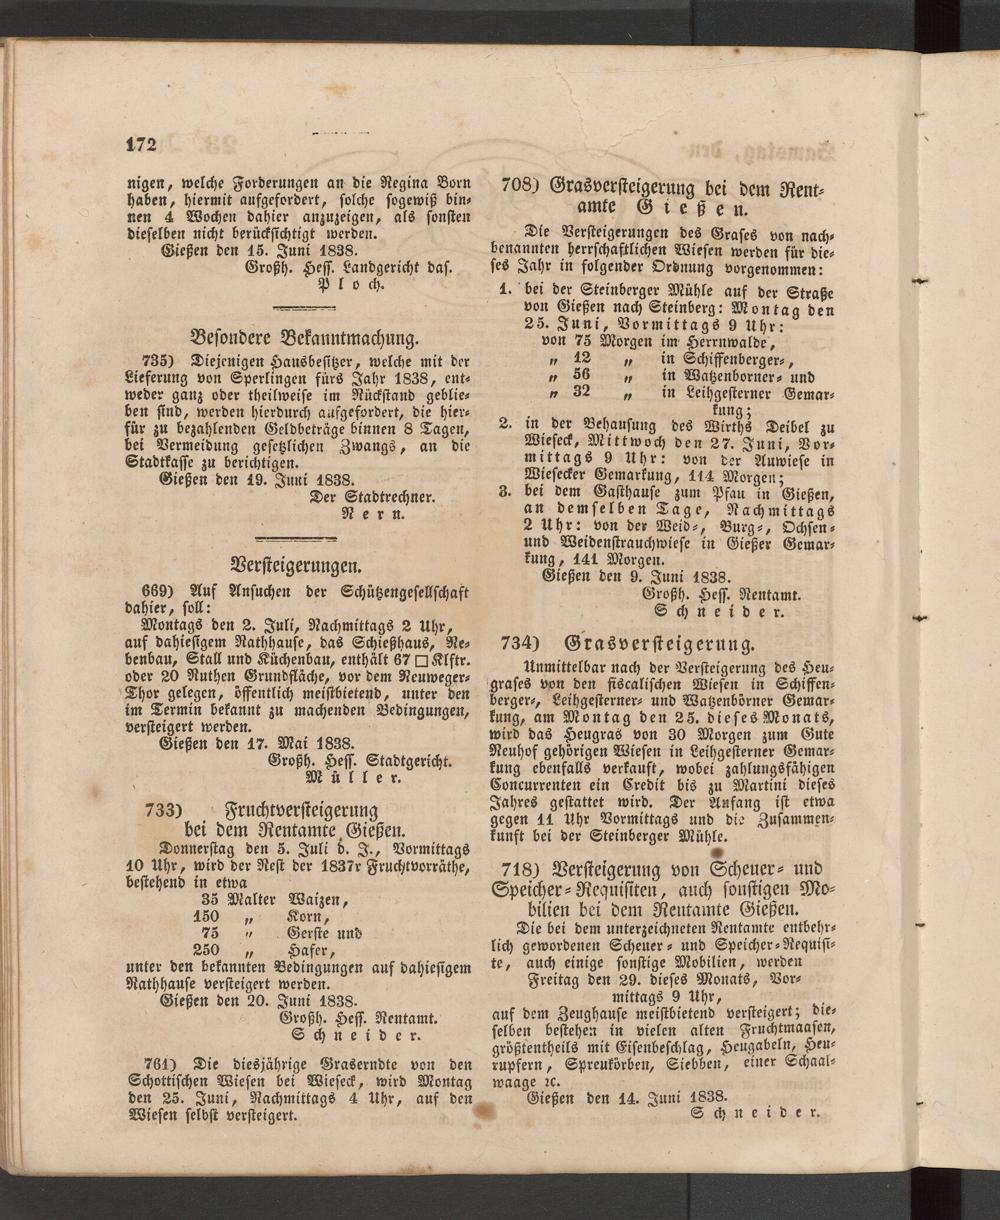 172
nigen, welche Forderungen an die Regina Born
haben, hiermit aufgefordert, solche sogewiß bin-
nen 4 Wochen dahier anzuzeigen, als sonsten
dieselben nicht berücksichtigt werden.
Gießen den 15. Juni 1838.
Großh. Hess. Landgericht das.
Ploch.
Besondere Bekanntmachung.
735) Diejenigen Hausbesitzer, welche mit der
Lieferung von Sperlingen fürs Jahr 1838, ent-
weder ganz oder theilweise im Rückstand geblie-
ben sind, werden hierdurch aufgefordert, die hier-
für zu bezahlenden Geldbeträge binnen 8 Tagen,
bei Vermeidung gesetzlichen Zwangs, an die
Stadtkasse zu berichtigen.
Gießen den 19. Juni 1838.
Der Stadtrechner.
Nern.
Versteigerungen.
669) Auf Ansuchen der Schützengesellschaft
dahier, soll:
Montags den 2. Juli, Nachmittags 2 Uhr,
auf dahiesigem Rathhause, das Schießhaus, Ne-
benbau, Stall und Küchenbau, enthält 67 □ Klftr.
oder 20 Ruthen Grundfläche, vor dem Neuweger-
Thor gelegen, öffentlich meistbietend, unter den
im Termin bekannt zu machenden Bedingungen,
versteigert werden.
Gießen den 17. Mai 1838.
Großh. Hess. Stadtgericht.
Müller.
733) Fruchtversteigerung
bei dem Rentamte Gießen.
Donnerstag den 5. Juli d. J., Vormittags
10 Uhr, wird der Rest der 1837r Fruchtvorräthe,
bestehend in etwa
35 Malter Waizen,
150 „ Korn,
75 „ Gerste und
250 „ Hafer,
unter den bekannten Bedingungen auf dahiesigem
Rathhause versteigert werden.
Gießen den 20. Juni 1838.
Großh. Hess. Rentamt.
Schneider.
761) Die diesjährige Graserndte von den
Schottischen Wiesen bei Wieseck, wird Montag
den 25. Juni, Nachmittags 4 Uhr, auf den
Wiesen selbst versteigert.
708) Grasversteigerung bei dem Rent-
amte Gießen.
Die Versteigerungen des Grases von nach-
benannten herrschaftlichen Wiesen werden für die-
ses Jahr in folgender Ordnung vorgenommen:
1. bei der Steinberger Mühle auf der Straße
von Gießen nach Steinberg: Montag den
25. Juni, Vormittags 9 Uhr:
von 75 Morgen im Herrnwalde,
„ 12 „ in Schiffenberger-,
„ 56 „ in Watzenborner- und
„ 32 „ in Leihgesterner Gemar-
kung;
2. in der Behausung des Wirths Deibel zu
Wieseck, Mittwoch den 27. Juni, Vor-
mittags 9 Uhr: von der Auwiese in
Wiesecker Gemarkung, 114 Morgen;
3. bei dem Gasthause zum Pfau in Gießen,
an demselben Tage, Nachmittags
2 Uhr: von der Weid-, Burg-, Ochsen-
und Weidenstrauchwiese in Gießer Gemar-
kung, 141 Morgen.
Gießen den 9. Juni 1838.
Großh. Hess. Rentamt.
Schneider.
734) Grasversteigerung.
Unmittelbar nach der Versteigerung des Heu-
grases von den fiscalischen Wiesen in Schiffen-
berger-, Leihgesterner- und Watzenbörner Gemar-
kung, am Montag den 25. dieses Monats,
wird das Heugras von 30 Morgen zum Gute
Neuhof gehörigen Wiesen in Leihgesterner Gemar-
kung ebenfalls verkauft, wobei zahlungsfähigen
Concurrenten ein Credit bis zu Martini dieses
Jahres gestattet wird. Der Anfang ist etwa
gegen 11 Uhr Vormittags und die Zusammen-
kunft bei der Steinberger Mühle.
718) Versteigerung von Scheuer- und
Speicher-Requisiten, auch sonstigen Mo-
bilien bei dem Rentamte Gießen.
Die bei dem unterzeichneten Rentamte entbehr-
lich gewordenen Scheuer- und Speicher-Requisi-
te, auch einige sonstige Mobilien, werden
Freitag den 29. dieses Monats, Vor-
mittags 9 Uhr,
auf dem Zeughause meistbietend versteigert; die-
selben bestehen in vielen alten Fruchtmaasen,
größtentheils mit Eisenbeschlag, Heugabeln, Heu-
rupfern, Spreukörben, Siebben, einer Schaal-
waage ꝛc.
Gießen den 14. Juni 1838.
Schneider.